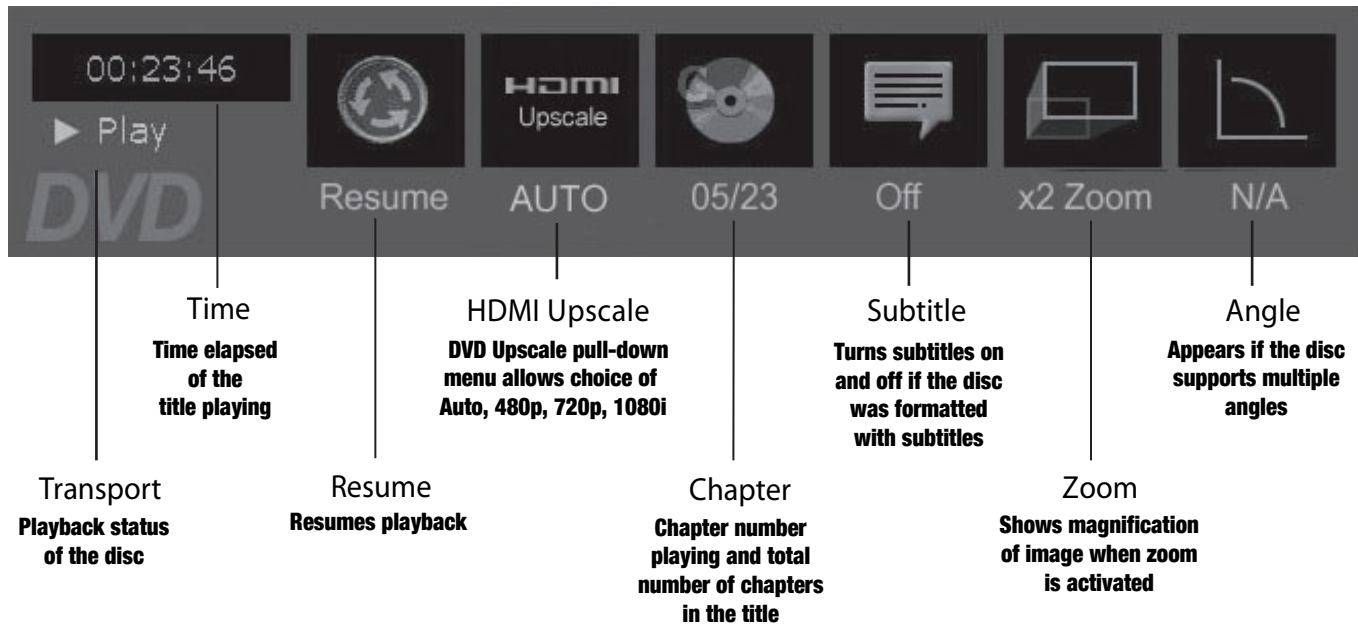 00:23:46
▶ Play
DVD
HDMI
Upscale
Resume
AUTO
05/23
Off
x2 Zoom
N/A
Time
Time elapsed
of the
title playing
HDMI Upscale
DVD Upscale pull-down
menu allows choice of
Auto, 480p, 720p, 1080i
Subtitle
Turns subtitles on
and off if the disc
was formatted
with subtitles
Angle
Appears if the disc
supports multiple
angles
Transport
Playback status
of the disc
Resume
Resumes playback
Chapter
Chapter number
playing and total
number of chapters
in the title
Zoom
Shows magnification
of image when zoom
is activated